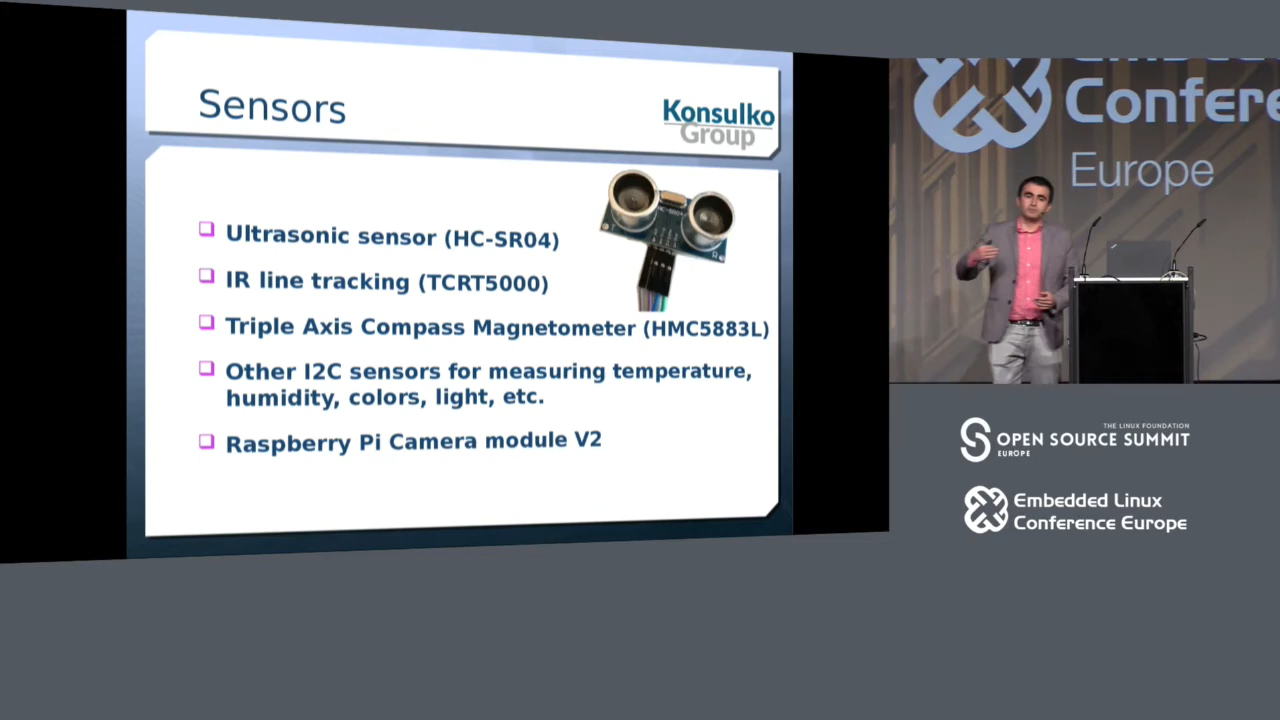 Sensors
Konsulko
Group
Ultrasonic sensor (HC-SR04)
IR line tracking (TCRT5000)
Triple Axis Compass Magnetometer (HMC5883L)
Other I2C sensors for measuring temperature,
humidity, colors, light, etc.
Raspberry Pi Camera module V2
Europe
THE LINUX FOUNDATION
OPEN SOURCE SUMMIT
EUROPE
Embedded Linux
Conference Europe